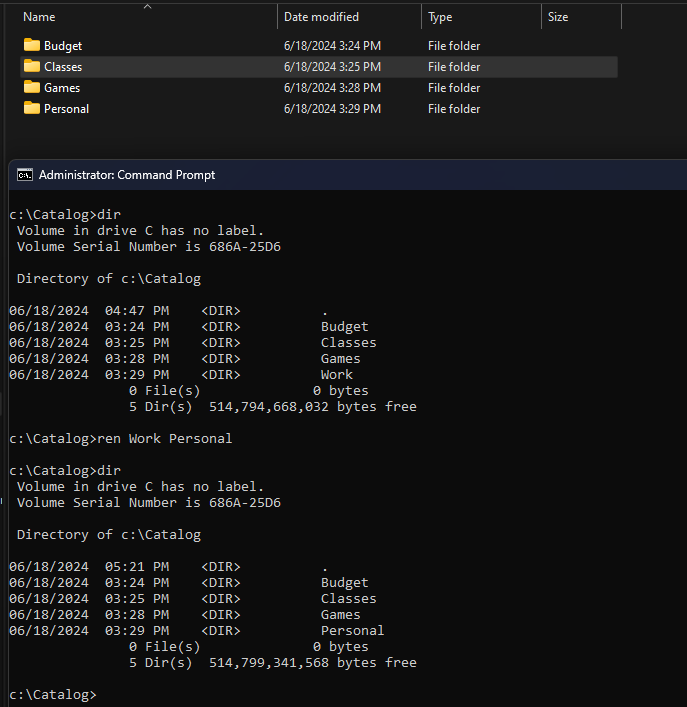 Name Date modified Type Size
Budget 6/18/2024 3:24 PM File folder
Classes 6/18/2024 3:25 PM File folder
Games 6/18/2024 3:28 PM File folder
Personal 6/18/2024 3:29 PM File folder
C:\. Administrator: Command Prompt
c:\Catalog>dir
Volume in drive C has no label.
Volume Serial Number is 686A-25D6
Directory of c:\Catalog
06/18/2024 04:47 PM <DIR> .
06/18/2024 03:24 PM <DIR> Budget
06/18/2024 03:25 PM <DIR> Classes
06/18/2024 03:28 PM <DIR> Games
06/18/2024 03:29 PM <DIR> Work
0 File(s) 0 bytes
5 Dir(s) 514,794,668,032 bytes free
c:\Catalog>ren Work Personal
c:\Catalog>dir
Volume in drive C has no label.
Volume Serial Number is 686A-25D6
Directory of c:\Catalog
06/18/2024 05:21 PM <DIR> .
06/18/2024 03:24 PM <DIR> Budget
06/18/2024 03:25 PM <DIR> Classes
06/18/2024 03:28 PM <DIR> Games
06/18/2024 03:29 PM <DIR> Personal
0 File(s) 0 bytes
5 Dir(s) 514,799,341,568 bytes free
c:\Catalog>